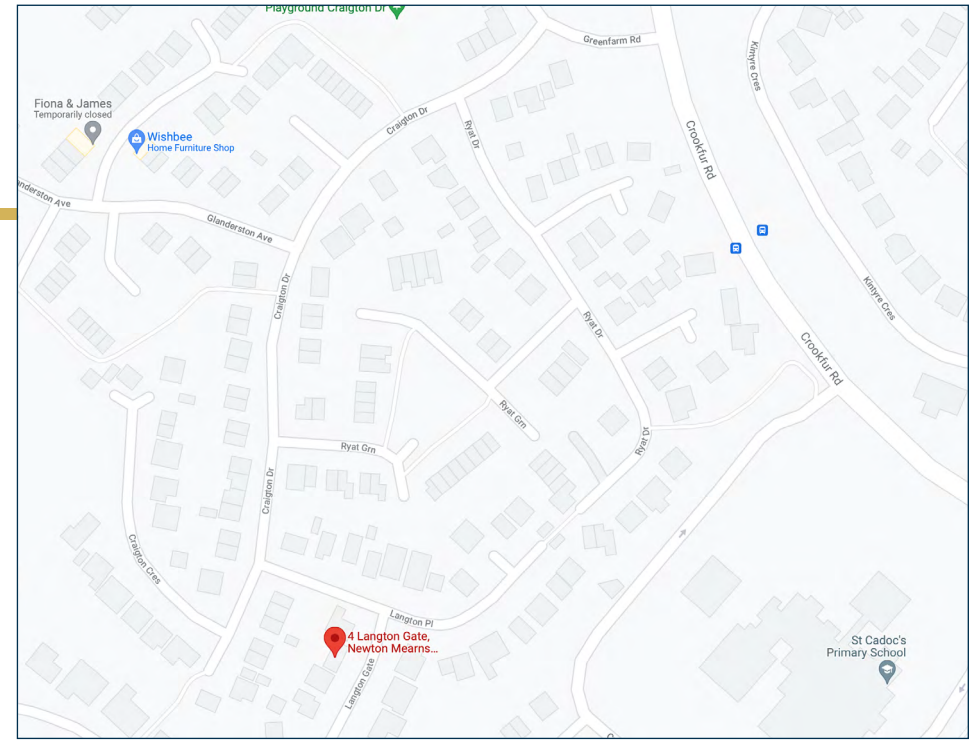 Playground Craigton Dr
Greenfarm Rd
Kintyre Cres
Fiona & James
Temporarily closed
Craigton Dr
Ryat Dr
Crookfur Rd
Wishbee
Home Furniture Shop
anderston Ave
Glanderston Ave
Craigton Dr
Kintyre Cres
Ryat Dr
Crookfur Rd
Ryat Grn
Ryat Dr
Ryat Grn
Craigton Dr
Craigton Cres
Langton Pl
4 Langton Gate,
Newton Mearns...
St Cadoc's
Primary School
Langton Gate